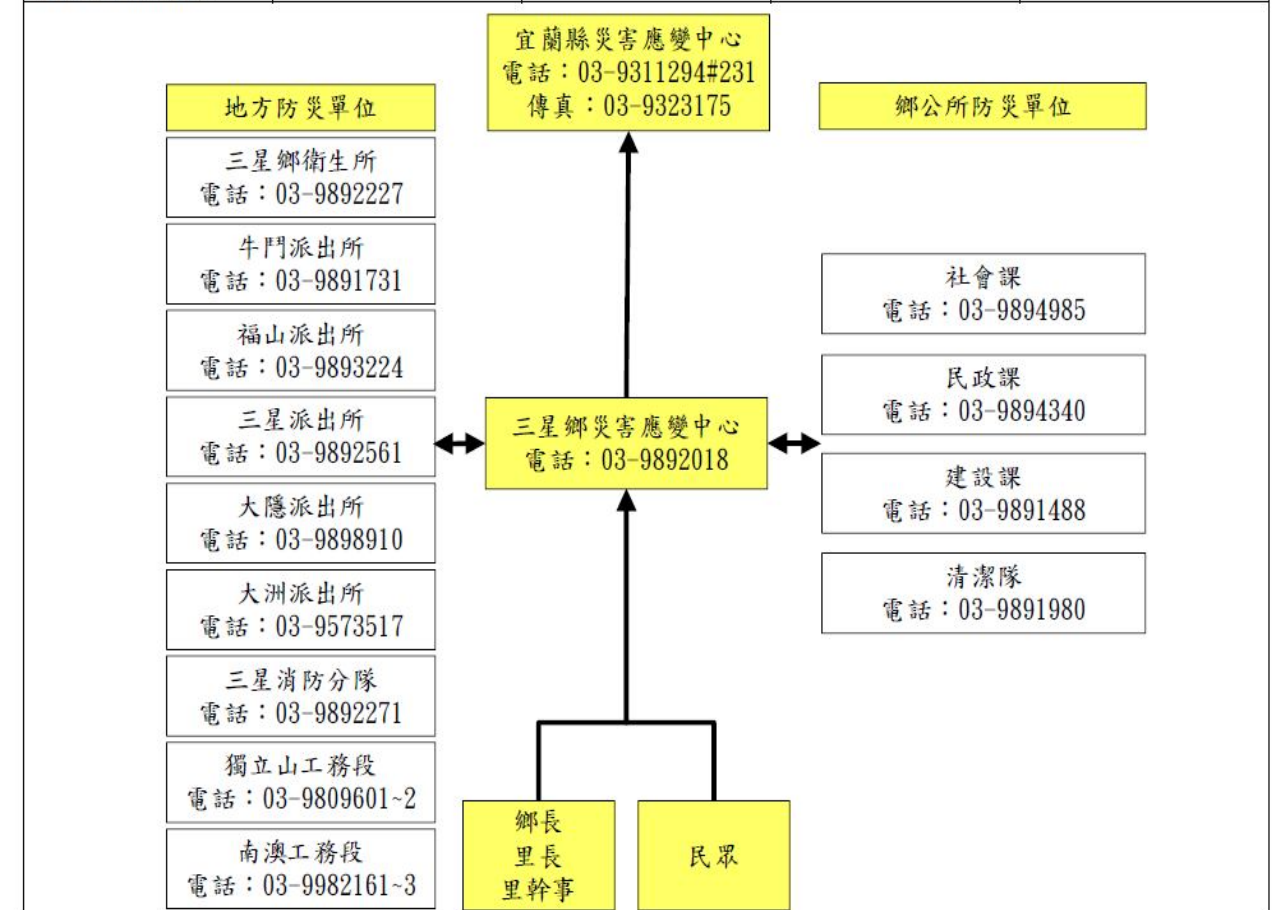 宜蘭縣災害應變中心
電話：03-9311294#231
傳真：03-9323175
地方防災單位
三星鄉衛生所
電話：03-9892227
牛鬥派出所
電話：03-9891731
福山派出所
電話：03-9893224
三星派出所
電話：03-9892561
大隱派出所
電話：03-9898910
大洲派出所
電話：03-9573517
三星消防分隊
電話：03-9892271
獨立山工務段
電話：03-9809601~2
南澳工務段
電話：03-9982161~3
三星鄉災害應變中心
電話：03-9892018
鄉長
里長
里幹事
民眾
鄉公所防災單位
社會課
電話：03-9894985
民政課
電話：03-9894340
建設課
電話：03-9891488
清潔隊
電話：03-9891980